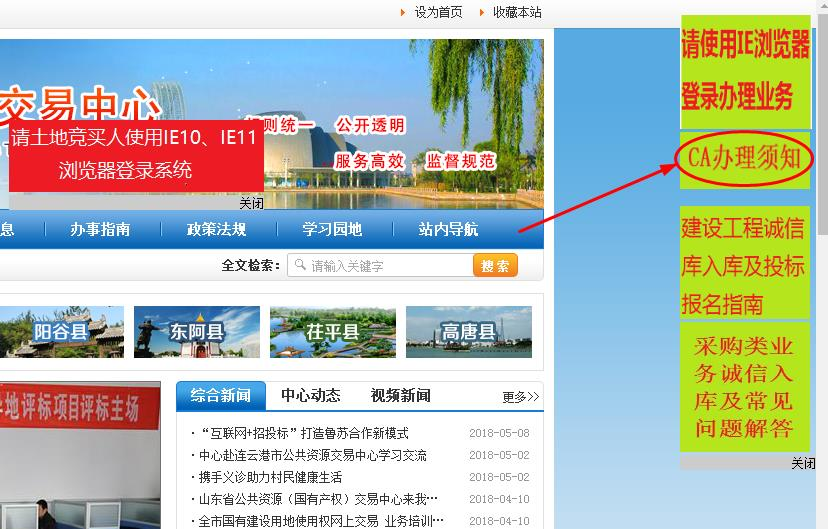 设为首页 收藏本站
交易中心
规则统一 公开透明
服务高效 监督规范
请土地竞买人使用IE10、IE11
浏览器登录系统
关闭
息 办事指南 政策法规 学习园地 站内导航
全文检索： 请输入关键字 搜索
阳谷县 东阿县 茌平县 高唐县
地评标项目评标主场
综合新闻 中心动态 视频新闻 更多>>
·“互联网+招投标”打造鲁苏合作新模式 2018-05-08
·中心赴连云港市公共资源交易中心学习交流 2018-05-02
·携手义诊助力村民健康生活 2018-05-02
·山东省公共资源（国有产权）交易中心来我… 2018-04-10
·全市国有建设用地使用权网上交易 业务培训… 2018-04-10
请使用IE浏览器
登录办理业务
CA办理须知
建设工程诚信
库入库及投标
报名指南
采购类业
务诚信入
库及常见
问题解答
关闭